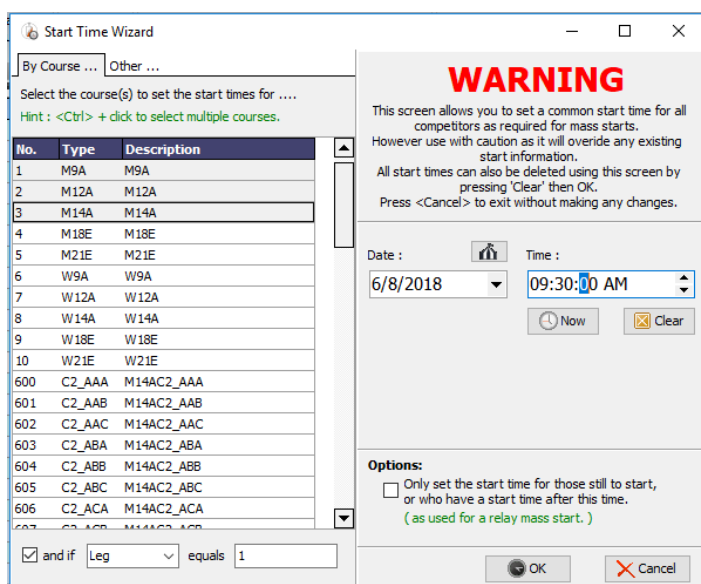 Start Time Wizard
By Course ... Other ...
Select the course(s) to set the start times for ....
Hint : <Ctrl> + click to select multiple courses.
No. Type Description
1 M9A M9A
2 M12A M12A
3 M14A M14A
4 M18E M18E
5 M21E M21E
6 W9A W9A
7 W12A W12A
8 W14A W14A
9 W18E W18E
10 W21E W21E
600 C2_AAA M14AC2_AAA
601 C2_AAB M14AC2_AAB
602 C2_AAC M14AC2_AAC
603 C2_ABA M14AC2_ABA
604 C2_ABB M14AC2_ABB
605 C2_ABC M14AC2_ABC
606 C2_ACA M14AC2_ACA
607 C2_ACB M14AC2_ACB
and if Leg equals 1
WARNING
This screen allows you to set a common start time for all
competitors as required for mass starts.
However use with caution as it will overide any existing
start information.
All start times can also be deleted using this screen by
pressing 'Clear' then OK.
Press <Cancel> to exit without making any changes.
Date : Time :
6/8/2018 09:30:00 AM
Now Clear
Options:
Only set the start time for those still to start,
or who have a start time after this time.
( as used for a relay mass start. )
OK Cancel